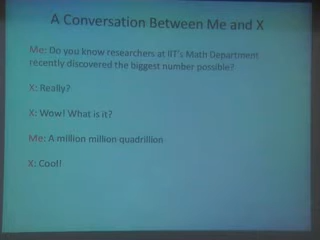 A Conversation Between Me and X
Me: Do you know researchers at IIT's Math Department
recently discovered the biggest number possible?
X: Really?
X: Wow! What is it?
Me: A million million quadrillion
X: Cool!